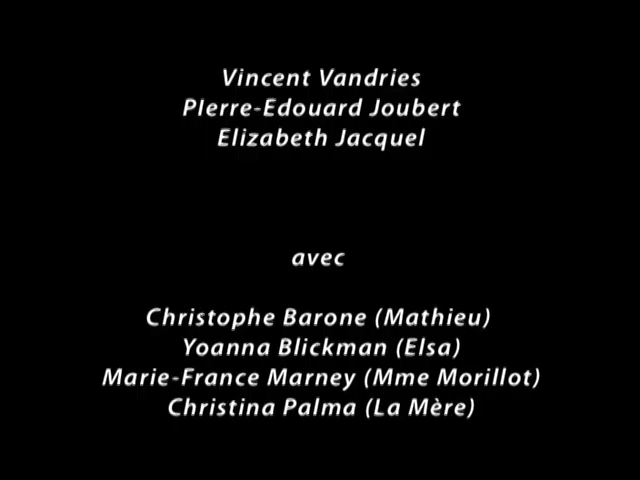 Vincent Vandries
PIerre-Edouard Joubert
Elizabeth Jacquel
avec
Christophe Barone (Mathieu)
Yoanna Blickman (Elsa)
Marie-France Marney (Mme Morillot)
Christina Palma (La Mère)